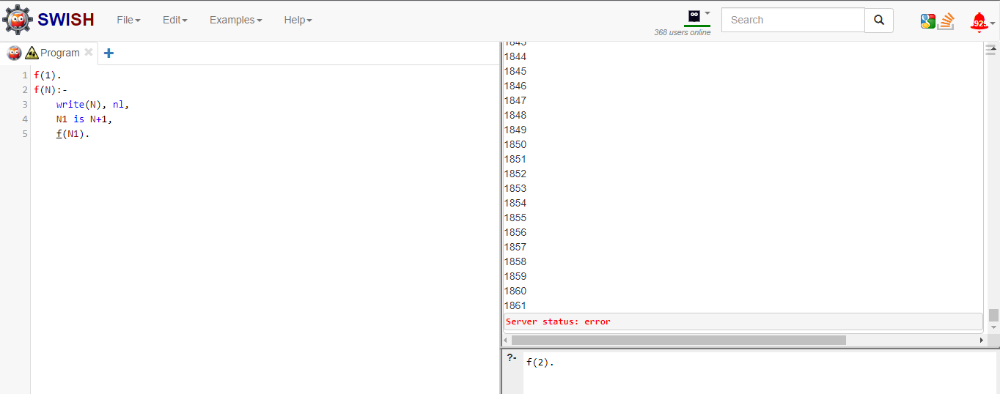 SWISH File Edit Examples Help 368 users online Search
Program
1 f(1).
2 f(N):-
3 write(N), nl,
4 N1 is N+1,
5 f(N1).
1843
1844
1845
1846
1847
1848
1849
1850
1851
1852
1853
1854
1855
1856
1857
1858
1859
1860
1861
Server status: error
?- f(2).